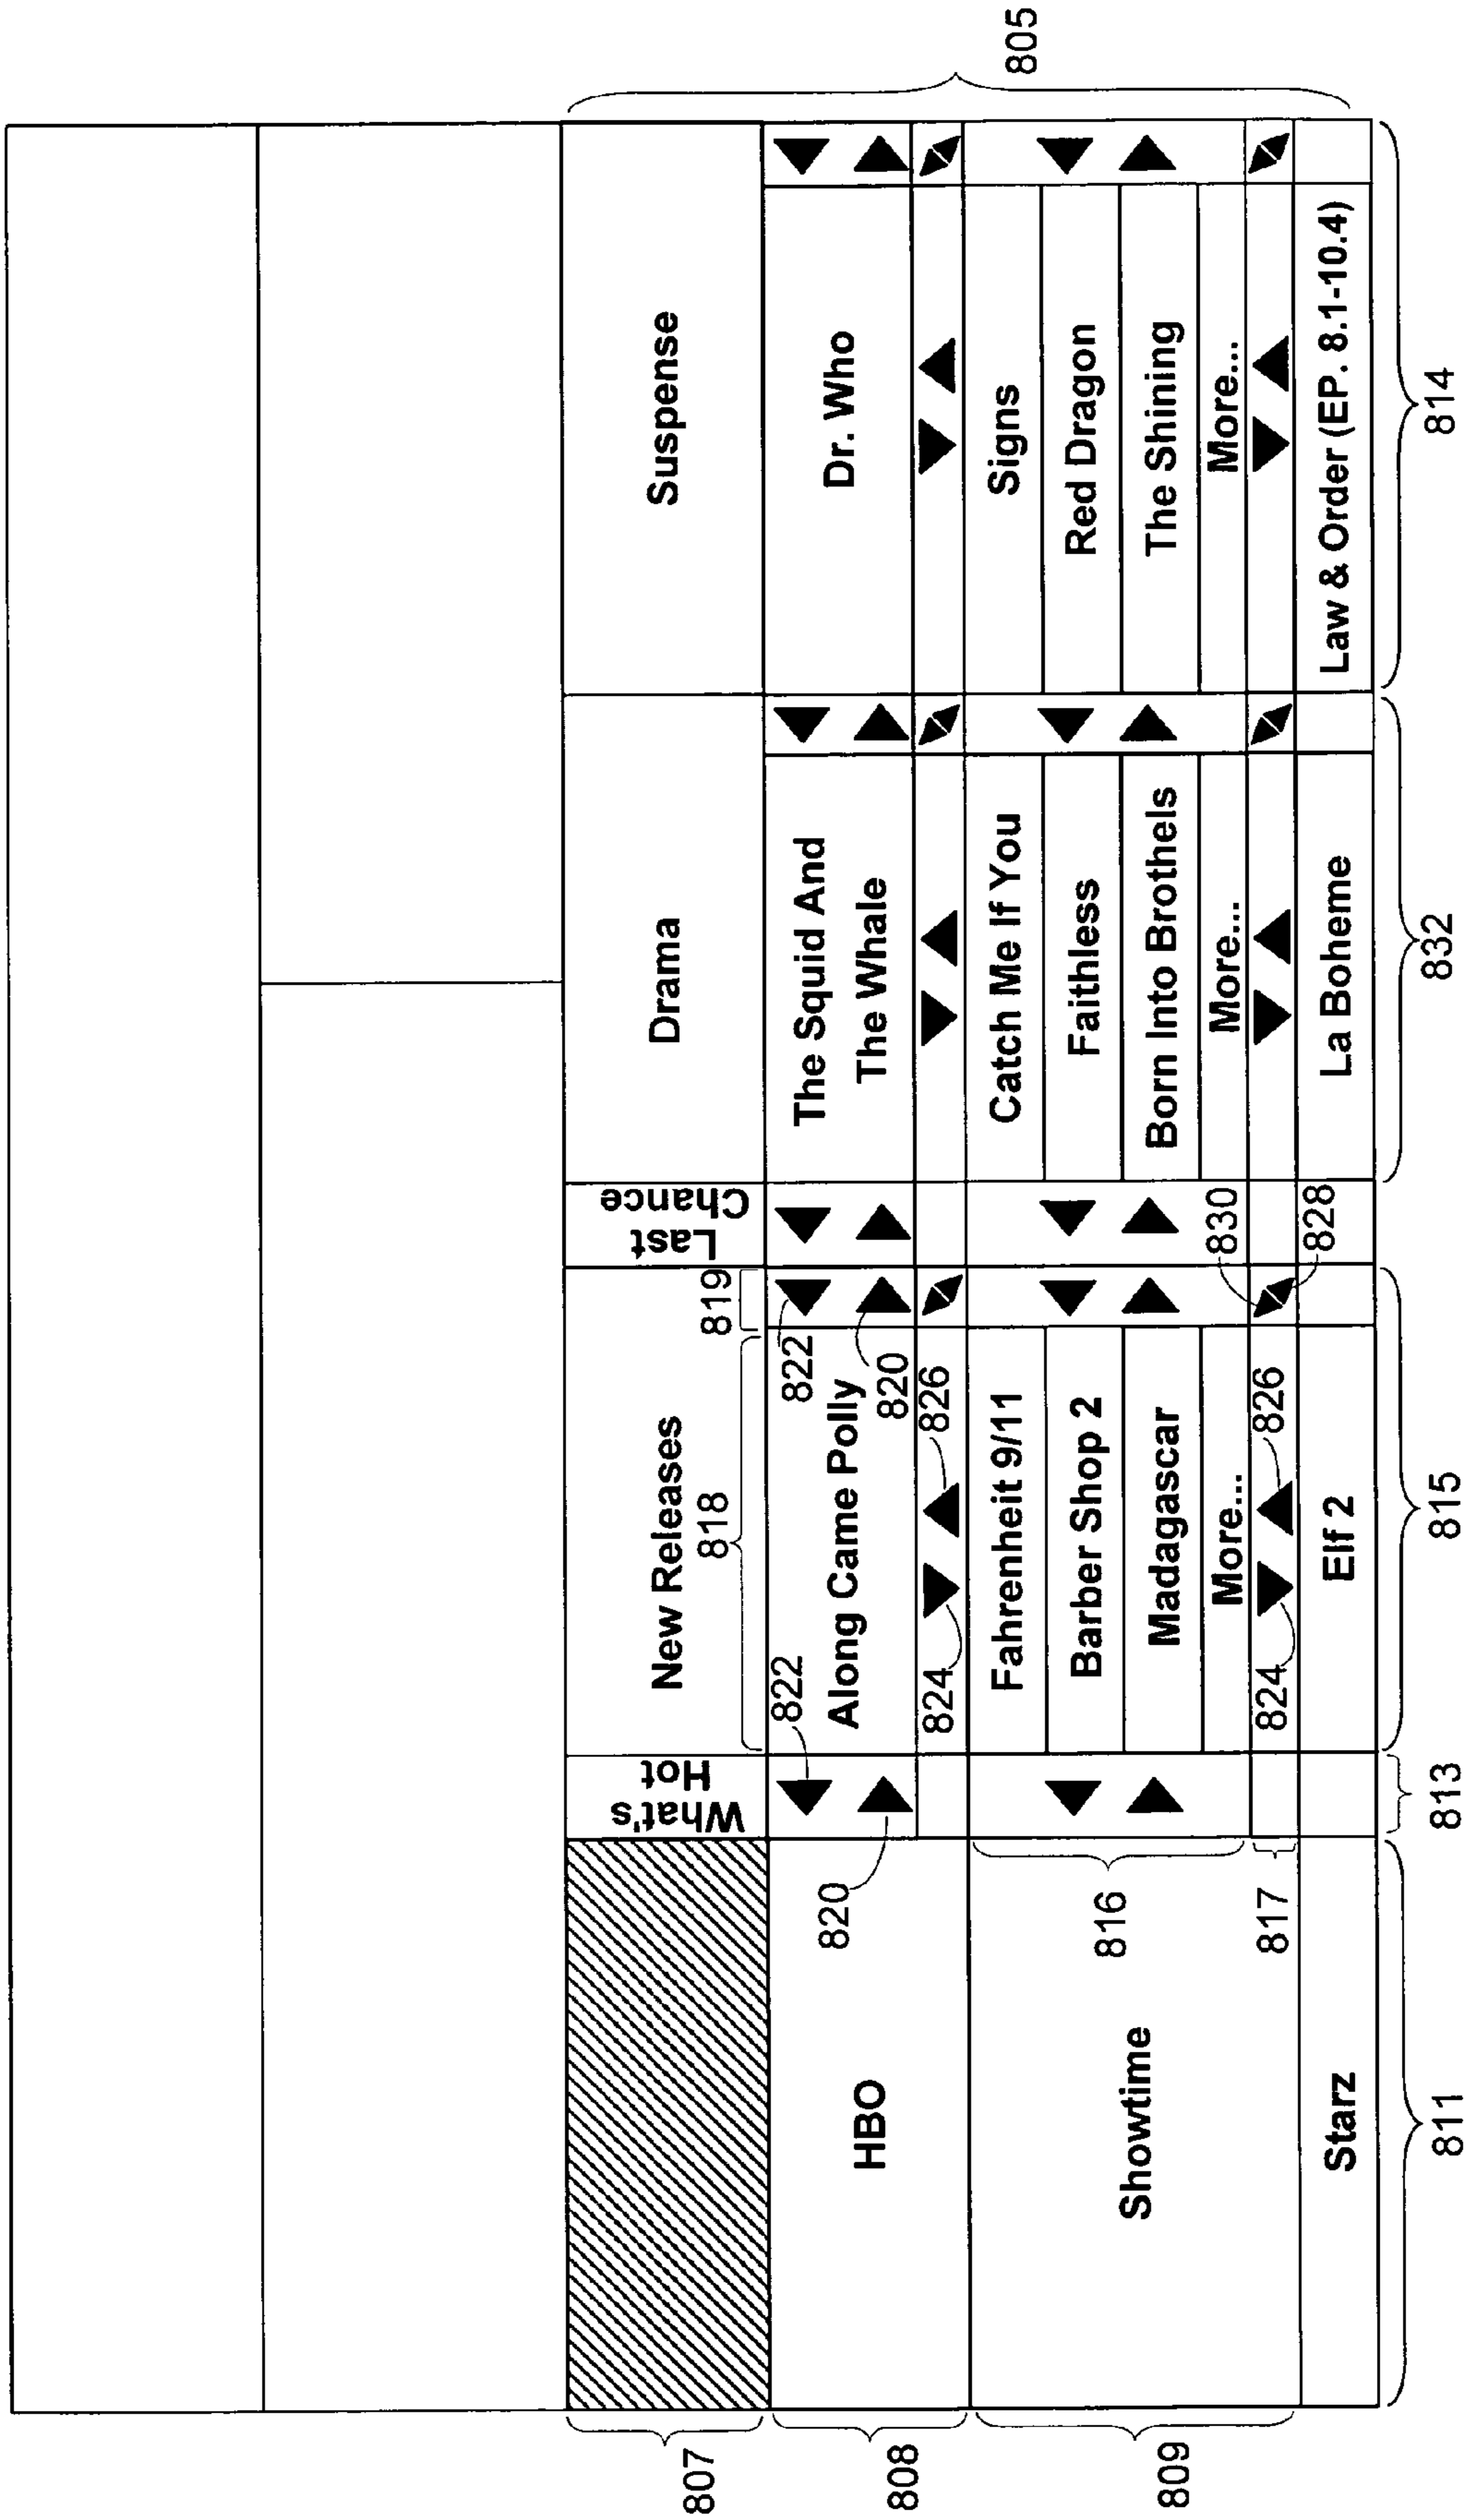 805
807
What's
Hot
New Releases
Last
Chance
Drama
Suspense
818
819
808
HBO
820
822
Along Came Polly
822
820
The Squid And
The Whale
Dr. Who
824
826
809
Showtime
816
Fahrenheit 9/11
Catch Me If You
Signs
Barber Shop 2
Faithless
Red Dragon
Madagascar
Born Into Brothels
The Shining
More...
830
More...
More...
817
824
826
828
Starz
Elf 2
La Boheme
Law & Order (EP. 8.1-10.4)
811
813
815
832
814